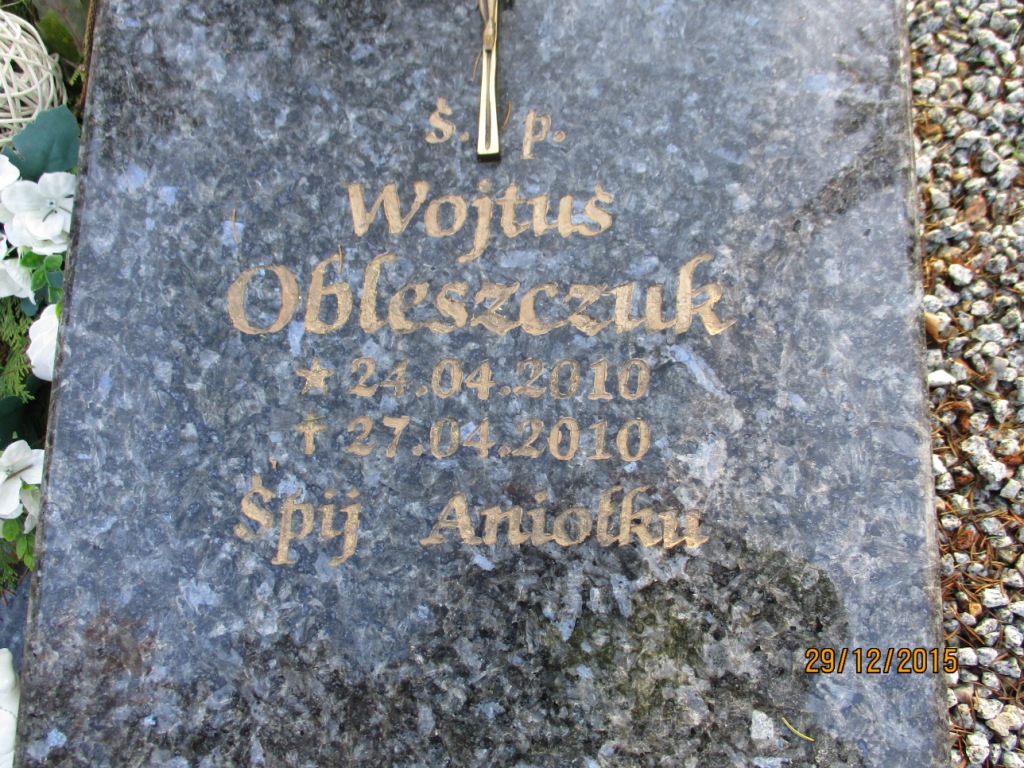 ś. p.
Wojtuś
Obleszczuk
24.04.2010
27.04.2010
Śpij Aniołku
29/12/2015